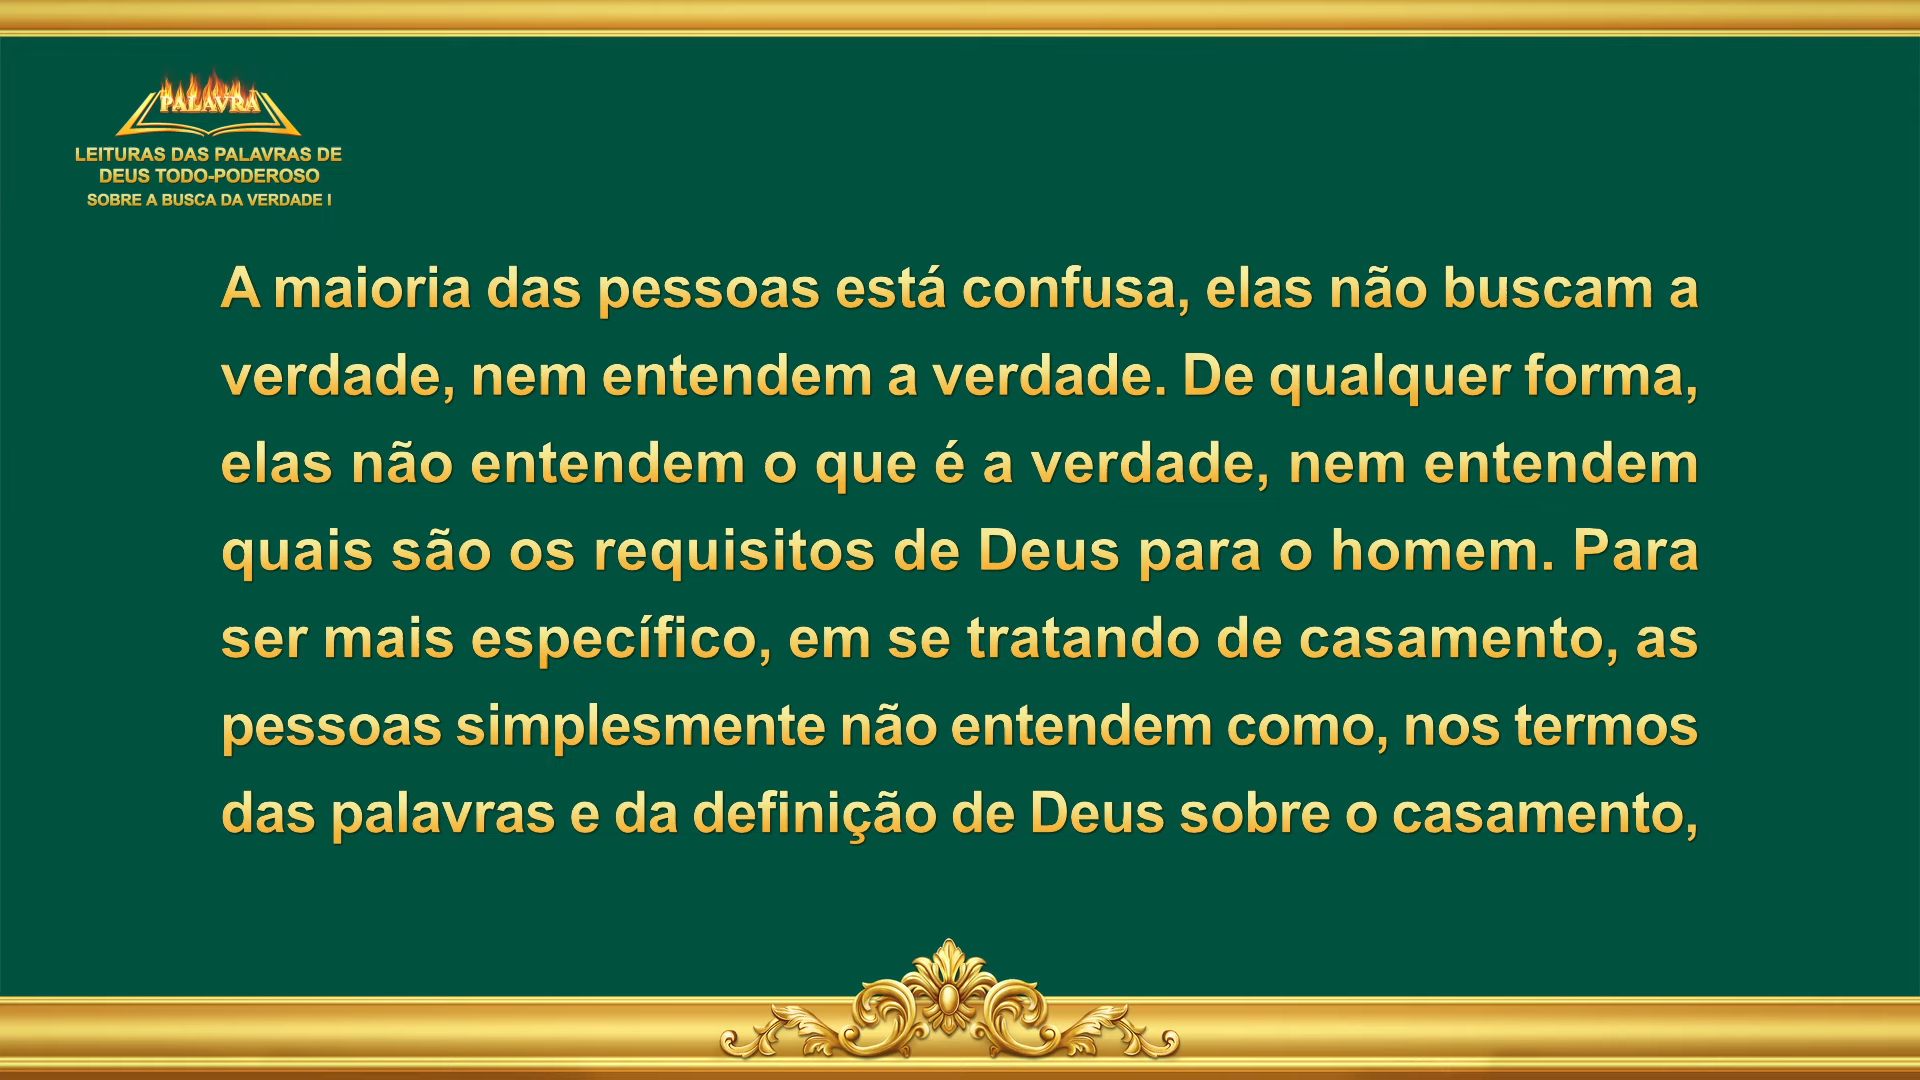 PALAVRA
LEITURAS DAS PALAVRAS DE
DEUS TODO-PODEROSO
SOBRE A BUSCA DA VERDADE I
A maioria das pessoas está confusa, elas não buscam a
verdade, nem entendem a verdade. De qualquer forma,
elas não entendem o que é a verdade, nem entendem
quais são os requisitos de Deus para o homem. Para
ser mais específico, em se tratando de casamento, as
pessoas simplesmente não entendem como, nos termos
das palavras e da definição de Deus sobre o casamento,